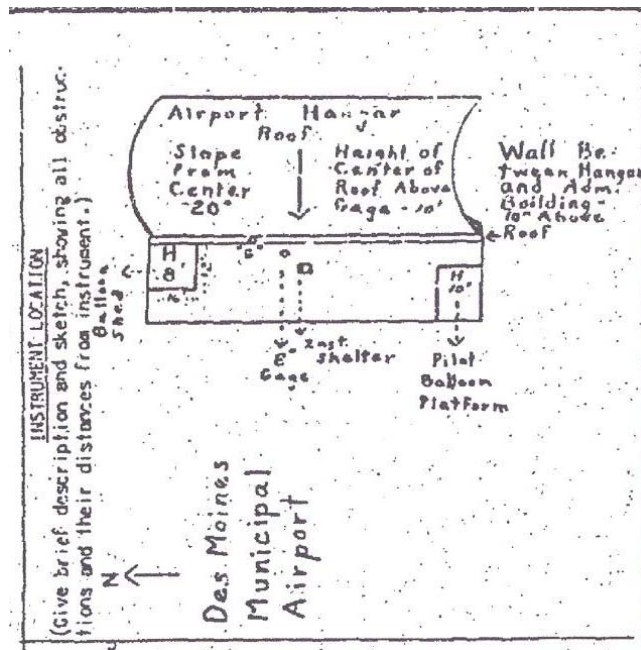 INSTRUMENT LOCATION
(Give brief description and sketch, showing all obstruc-
tions and their distances from instrument.)
Airport Hangar
Roof
Slope
From
Center
-20°
Height of
Center of
Roof Above
Gage - 10'
Wall Be-
tween Hangar
and Adm.
Building-
Above
Roof
H
8'
Balloon
Shed
8"
Gage
Inst.
Shelter
H
10'
Pilot
Balloon
Platform
N
Des Moines
Municipal
Airport